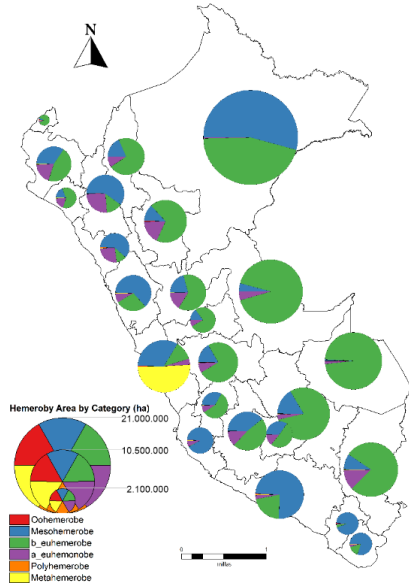 N
Hemeroby Area by Category (ha)
21.000.000
10.500.000
2.100.000
Oohemerobe
Mesohemerobe
b_euhemerobe
a_euhemonobe
Polyhemerobe
Metahemerobe
0 1
millas